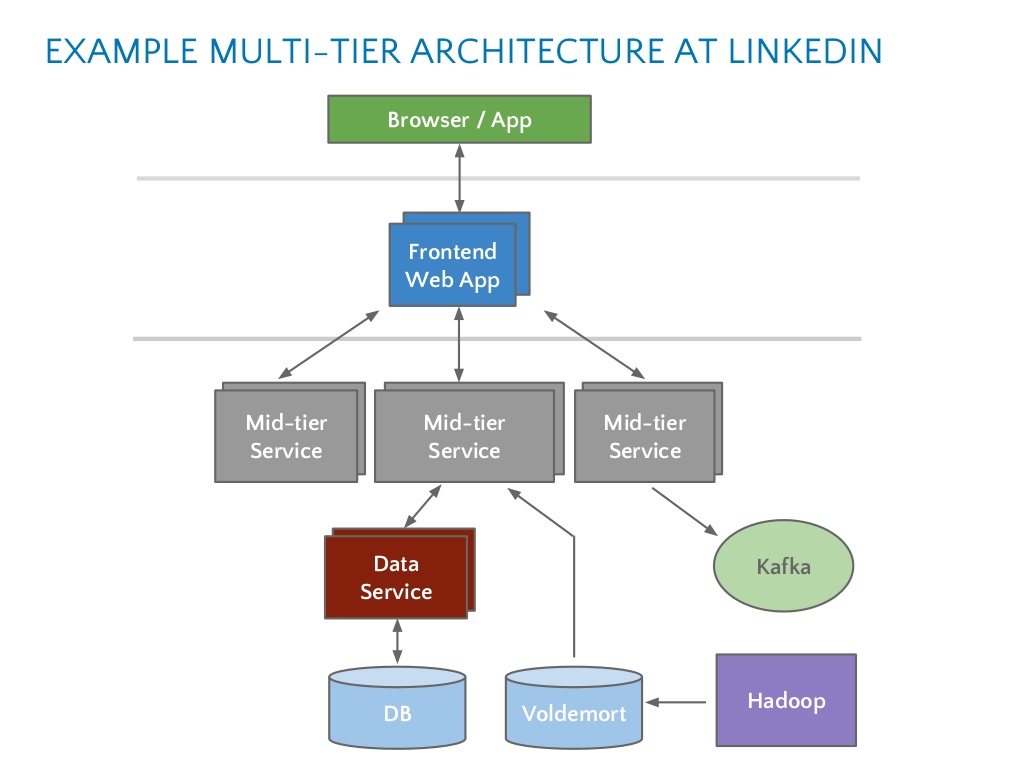 EXAMPLE MULTI-TIER ARCHITECTURE AT LINKEDIN
Browser / App
Frontend
Web App
Mid-tier
Service
Mid-tier
Service
Mid-tier
Service
Data
Service
Kafka
DB
Voldemort
Hadoop